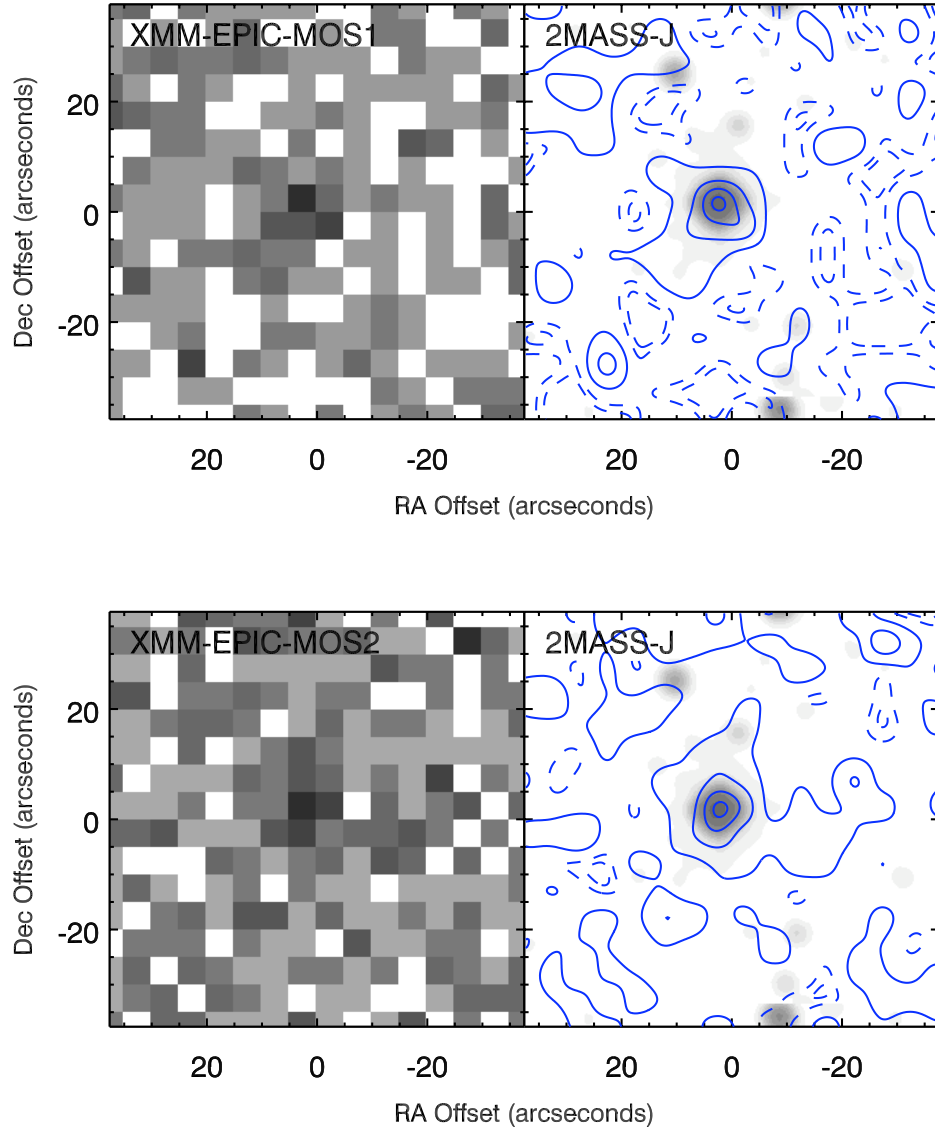 XMM-EPIC-MOS1 2MASS-J
20
0
-20
Dec Offset (arcseconds)
20 0 -20 20 0 -20
RA Offset (arcseconds)
XMM-EPIC-MOS2 2MASS-J
20
0
-20
Dec Offset (arcseconds)
20 0 -20 20 0 -20
RA Offset (arcseconds)